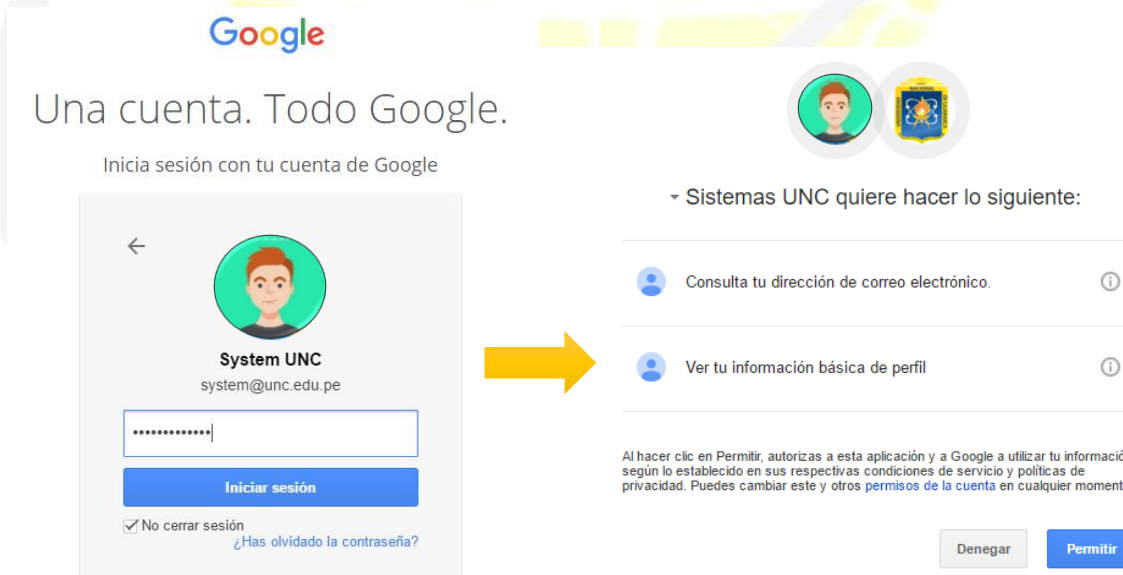 Google
Una cuenta. Todo Google.
Inicia sesión con tu cuenta de Google
System UNC
system@unc.edu.pe
•••••••••••••
Iniciar sesión
No cerrar sesión
¿Has olvidado la contraseña?
Sistemas UNC quiere hacer lo siguiente:
Consulta tu dirección de correo electrónico.
Ver tu información básica de perfil
Al hacer clic en Permitir, autorizas a esta aplicación y a Google a utilizar tu informació
según lo establecido en sus respectivas condiciones de servicio y políticas de
privacidad. Puedes cambiar este y otros permisos de la cuenta en cualquier moment
Denegar
Permitir